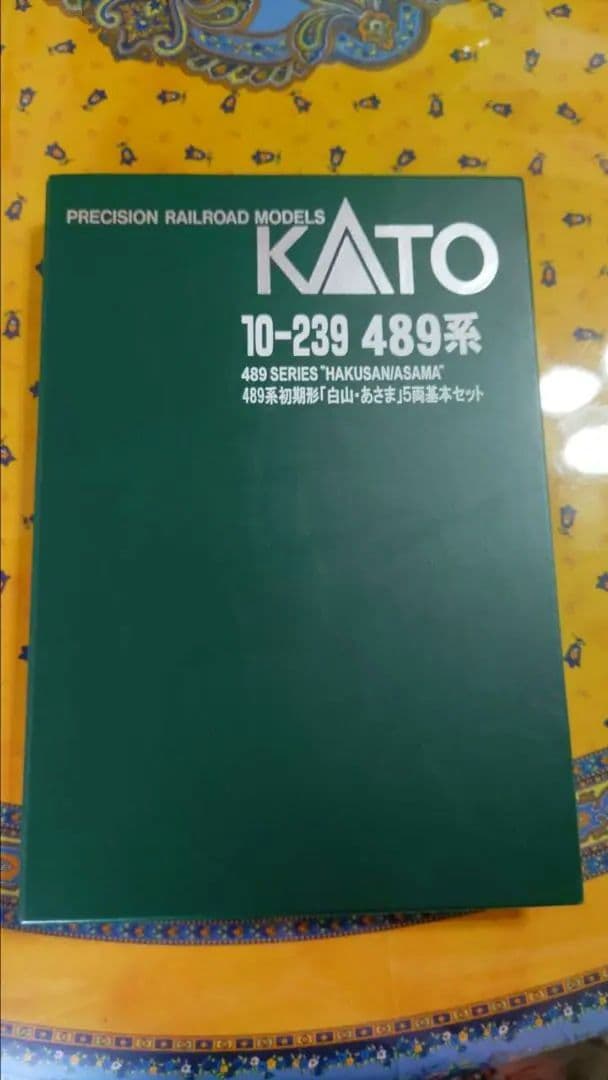 PRECISION RAILROAD MODELS
KATO
10-239 489系
489 SERIES "HAKUSAN/ASAMA"
489系初期形「白山・あさま」5両基本セット